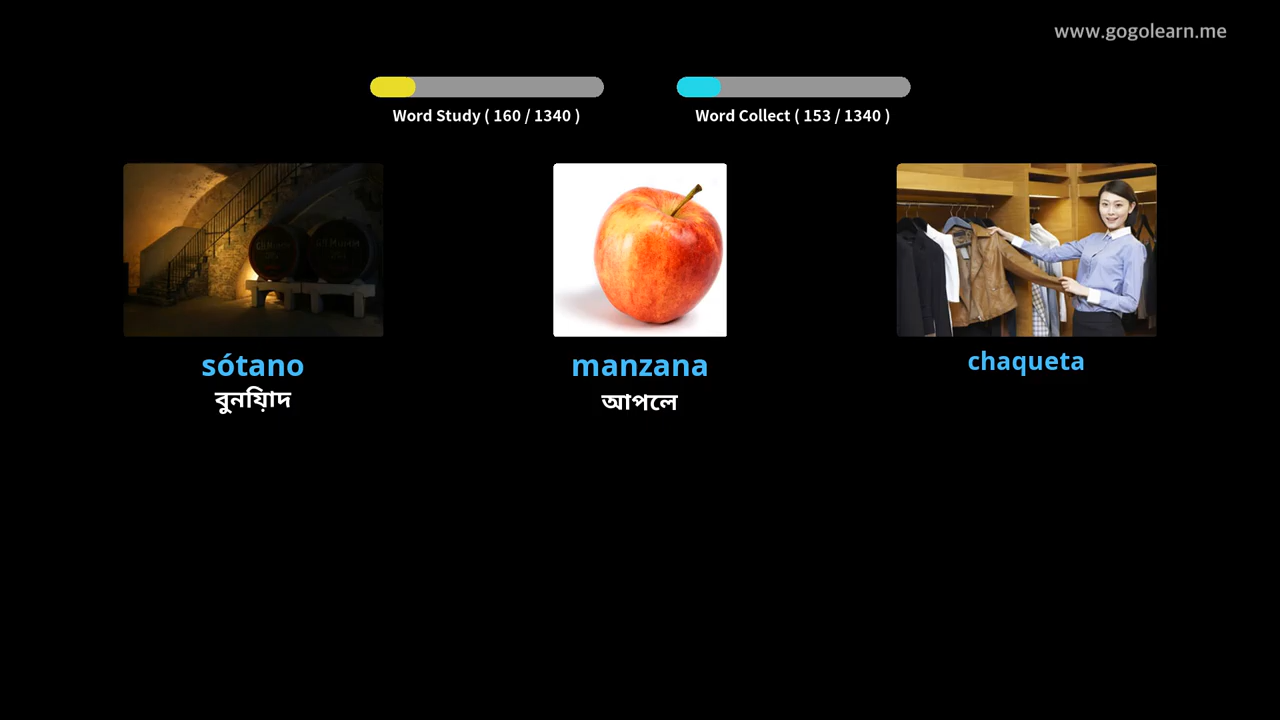 www.gogolearn.me
Word Study ( 160 / 1340 )
Word Collect ( 153 / 1340 )
sótano
বুনিয়াদ
manzana
আপেল
chaqueta